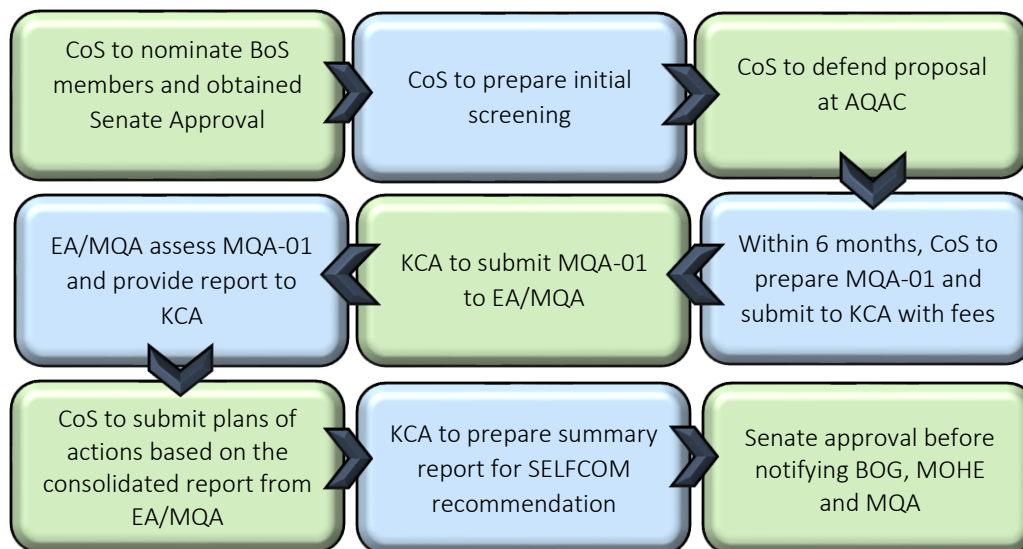 CoS to nominate BoS
members and obtained
Senate Approval
CoS to prepare initial
screening
CoS to defend proposal
at AQAC
Within 6 months, CoS to
prepare MQA-01 and
submit to KCA with fees
KCA to submit MQA-01
to EA/MQA
EA/MQA assess MQA-01
and provide report to
KCA
CoS to submit plans of
actions based on the
consolidated report from
EA/MQA
KCA to prepare summary
report for SELFCOM
recommendation
Senate approval before
notifying BOG, MOHE
and MQA